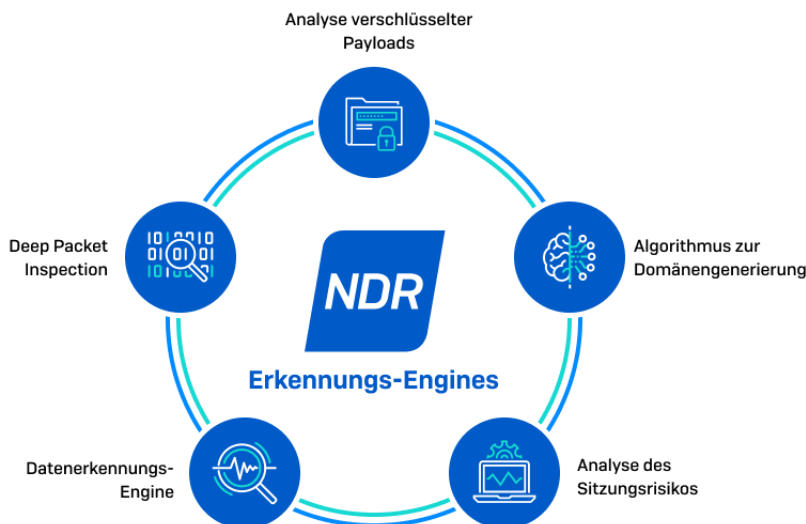 Analyse verschlüsselter
Payloads
Deep Packet
Inspection
Algorithmus zur
Domänengenerierung
NDR
Erkennungs-Engines
Datenerkennungs-
Engine
Analyse des
Sitzungsrisikos